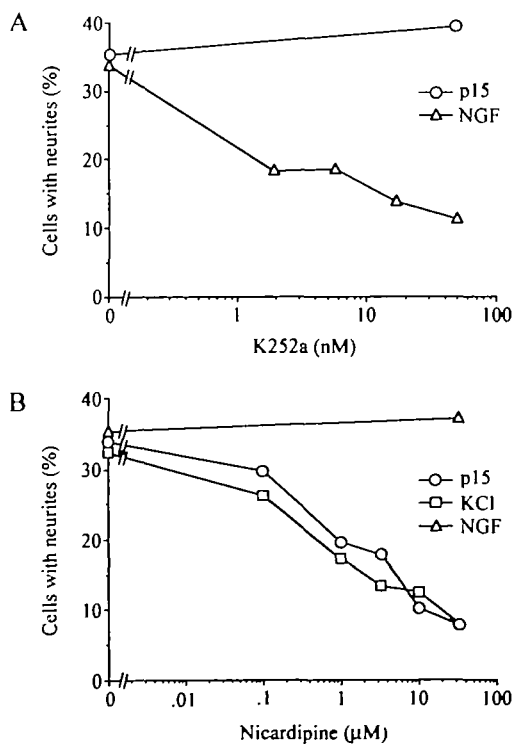 A
40
30
20
10
0
Cells with neurites (%)
p15
NGF
0
1
10
100
K252a (nM)
B
40
30
20
10
0
Cells with neurites (%)
p15
KCl
NGF
0
.01
.1
1
10
100
Nicardipine (μM)